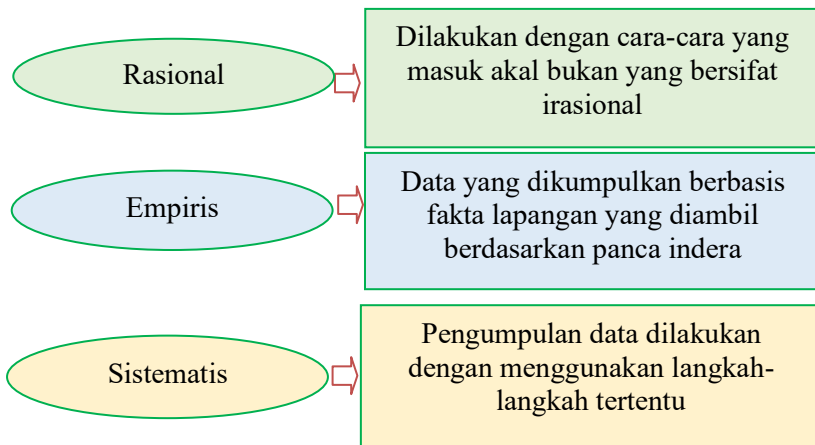 Rasional
Dilakukan dengan cara-cara yang
masuk akal bukan yang bersifat
irasional
Empiris
Data yang dikumpulkan berbasis
fakta lapangan yang diambil
berdasarkan panca indera
Sistematis
Pengumpulan data dilakukan
dengan menggunakan langkah-
langkah tertentu